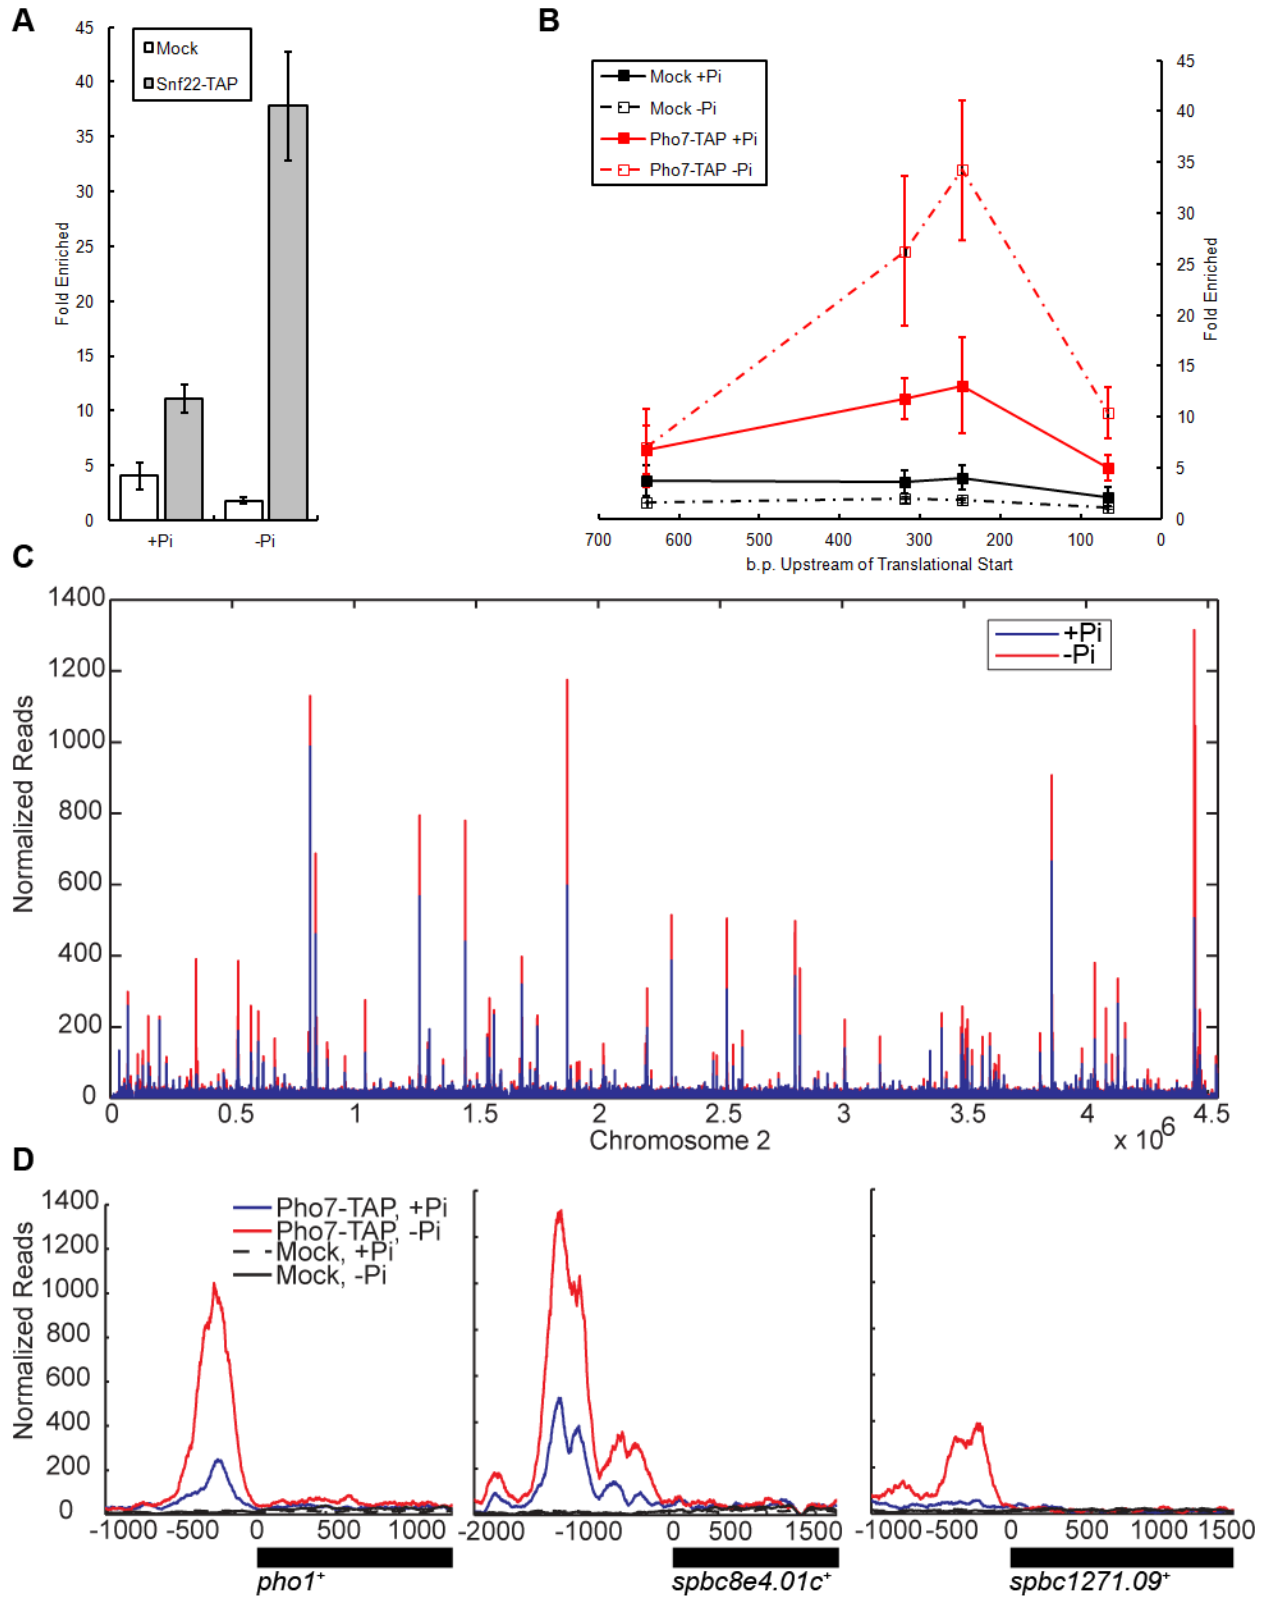 A
45
40
35
30
25
20
15
10
5
0
Fold Enriched
Mock
Snf22-TAP
+Pi
-Pi
B
Mock +Pi
Mock -Pi
Pho7-TAP +Pi
Pho7-TAP -Pi
45
40
35
30
25
20
15
10
5
0
Fold Enriched
700 600 500 400 300 200 100 0
b.p. Upstream of Translational Start
C
1400
1200
1000
800
600
400
200
0
Normalized Reads
+Pi
-Pi
0 0.5 1 1.5 2 2.5 3 3.5 4 4.5
Chromosome 2
x 10⁶
D
1400
1200
1000
800
600
400
200
0
Normalized Reads
Pho7-TAP, +Pi
Pho7-TAP, -Pi
Mock, +Pi
Mock, -Pi
-1000 -500 0 500 1000
pho1⁺
-2000 -1000 0 500 1500
spbc8e4.01c⁺
-1000 -500 0 500 1000 1500
spbc1271.09⁺